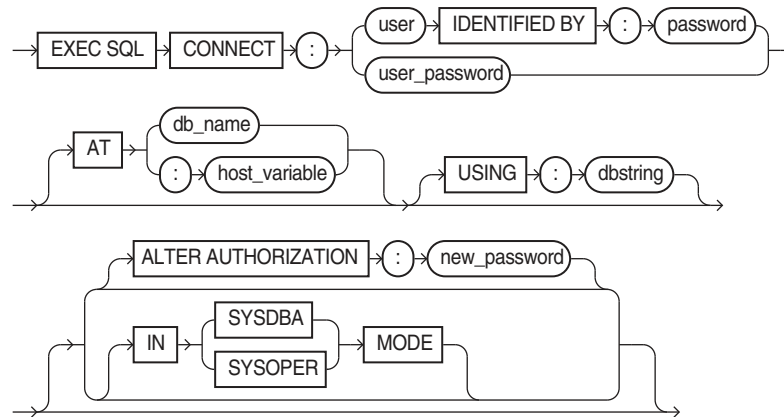 user IDENTIFIED BY : password
EXEC SQL CONNECT :
user_password
db_name
AT
: host_variable
USING : dbstring
ALTER AUTHORIZATION : new_password
SYSDBA
IN MODE
SYSOPER